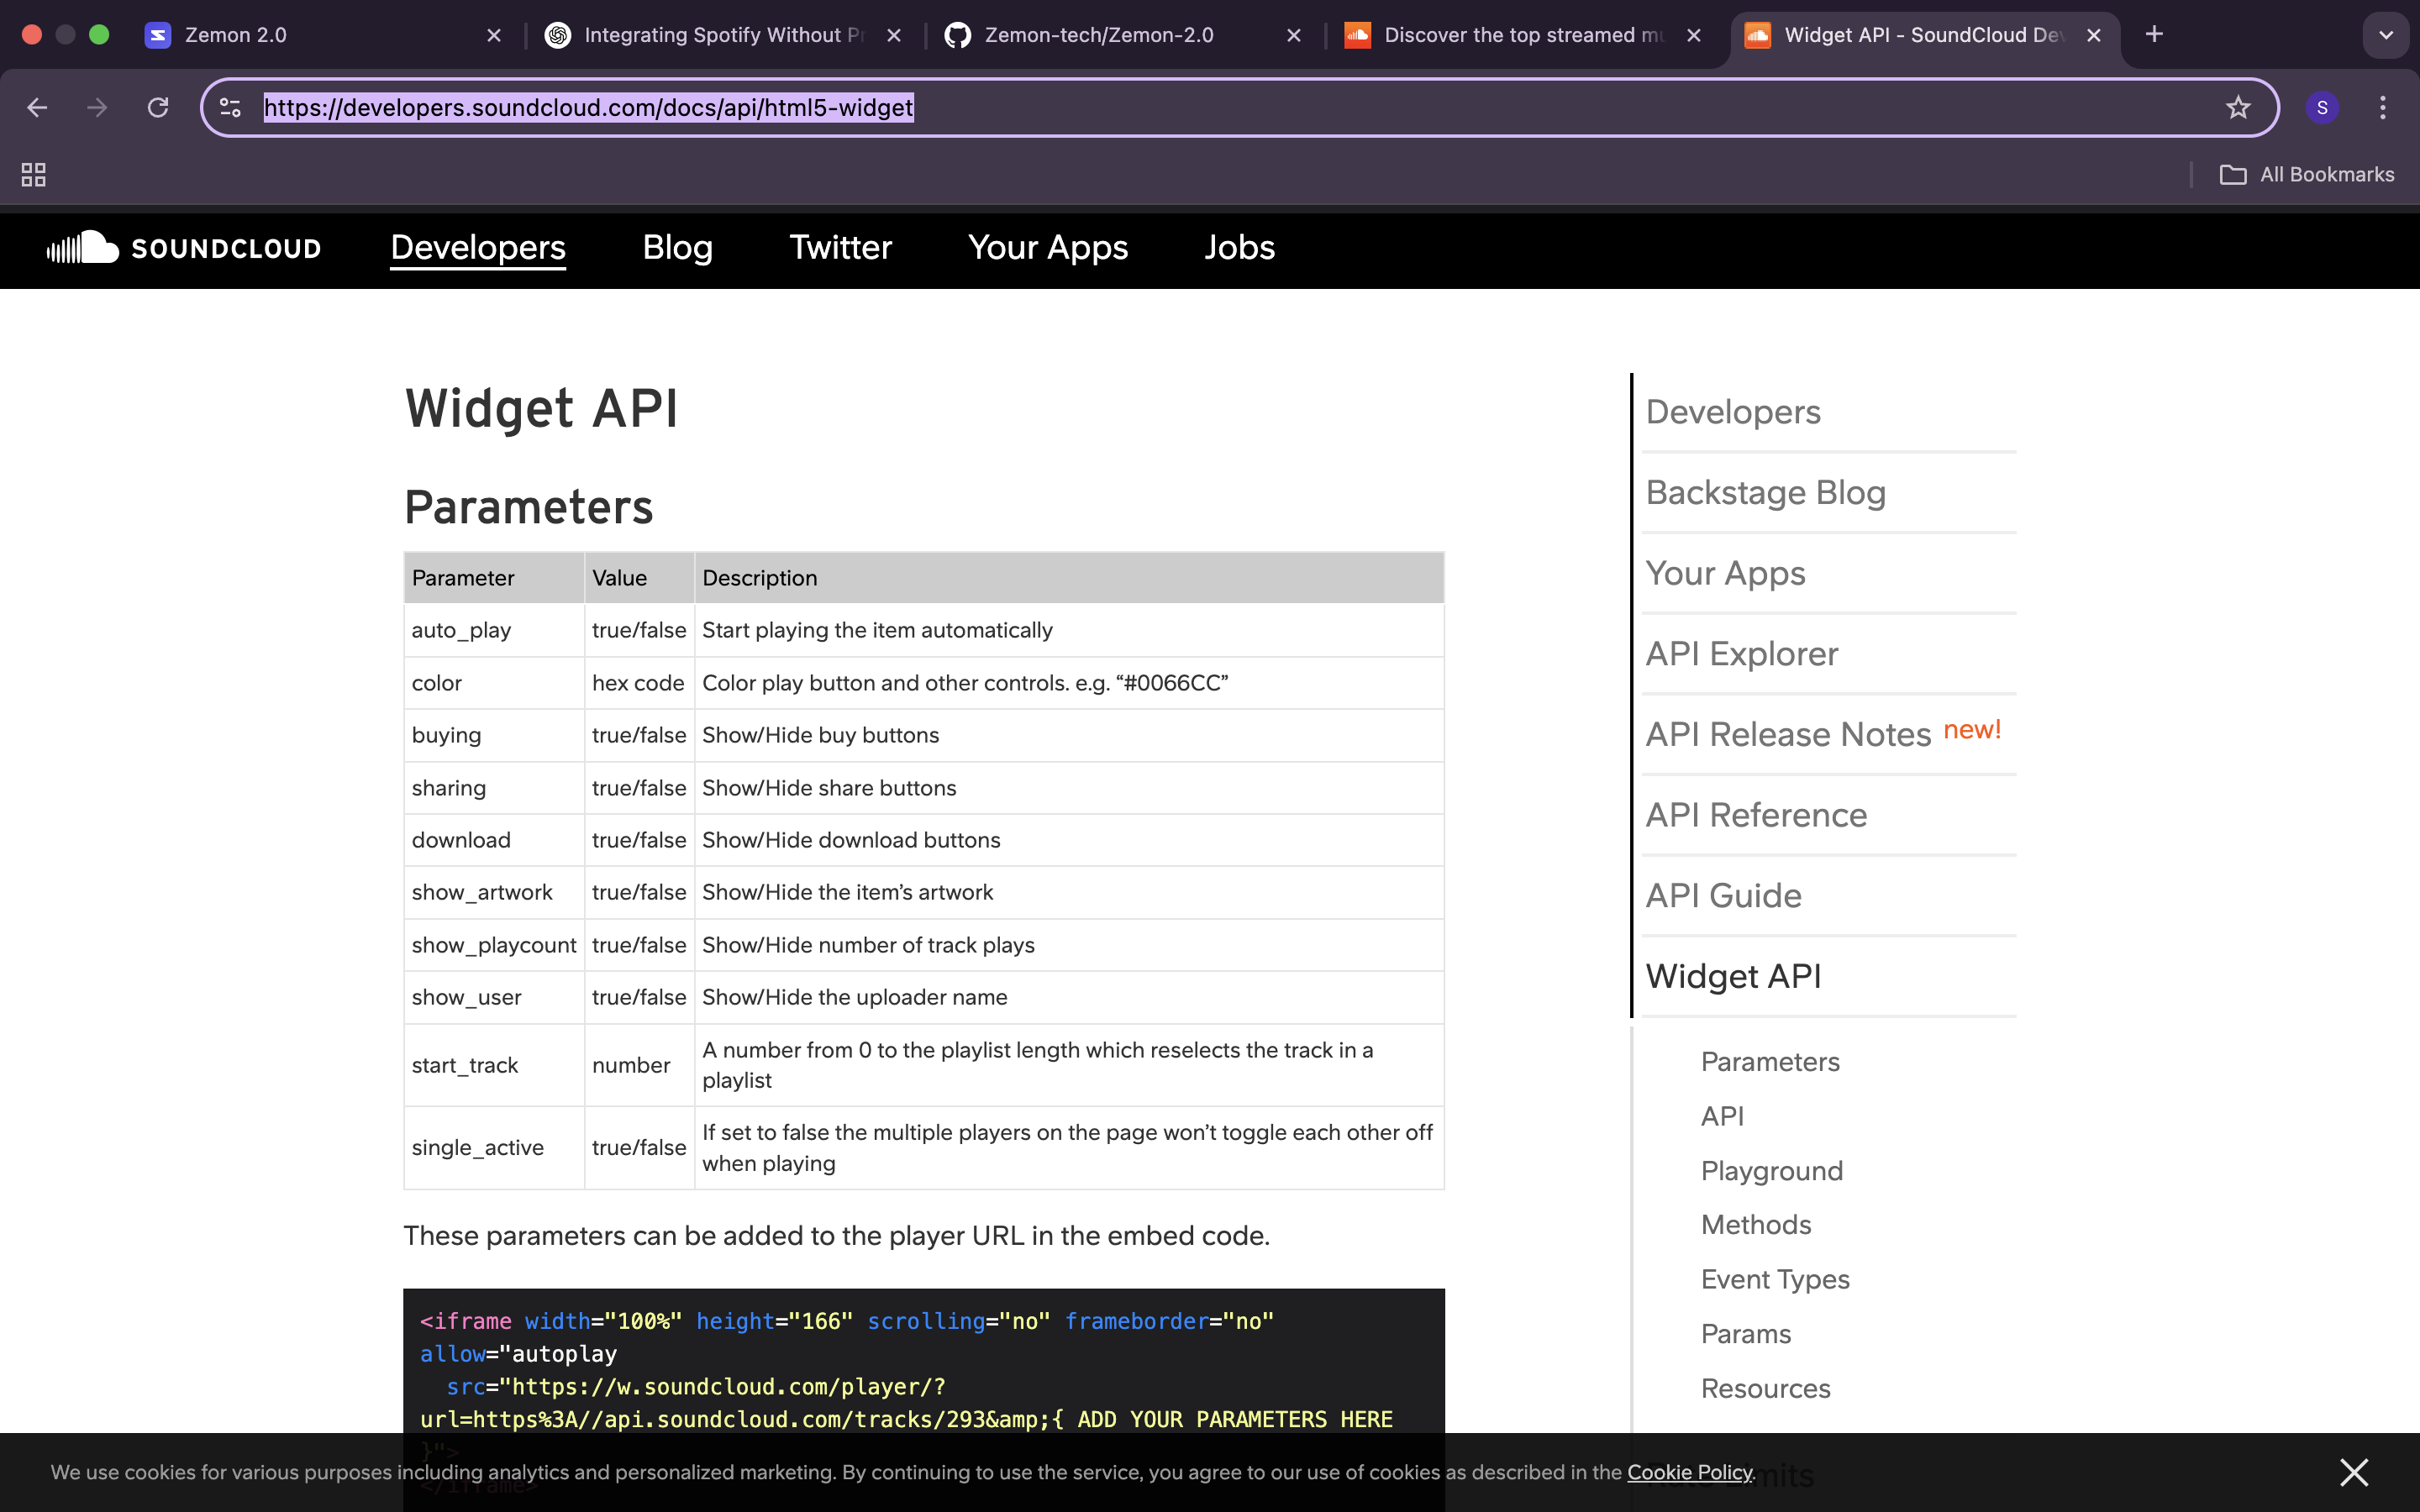 Zemon 2.0
Integrating Spotify Without Pr
Zemon-tech/Zemon-2.0
Discover the top streamed mu
Widget API - SoundCloud Dev
https://developers.soundcloud.com/docs/api/html5-widget
S
All Bookmarks
SOUNDCLOUD
Developers
Blog
Twitter
Your Apps
Jobs
Widget API
Parameters
Parameter Value Description
auto_play true/false Start playing the item automatically
color hex code Color play button and other controls. e.g. “#0066CC”
buying true/false Show/Hide buy buttons
sharing true/false Show/Hide share buttons
download true/false Show/Hide download buttons
show_artwork true/false Show/Hide the item’s artwork
show_playcount true/false Show/Hide number of track plays
show_user true/false Show/Hide the uploader name
start_track number A number from 0 to the playlist length which reselects the track in a
playlist
single_active true/false If set to false the multiple players on the page won’t toggle each other off
when playing
These parameters can be added to the player URL in the embed code.
<iframe width="100%" height="166" scrolling="no" frameborder="no"
allow="autoplay
src="https://w.soundcloud.com/player/?
url=https%3A//api.soundcloud.com/tracks/293&amp;{ ADD YOUR PARAMETERS HERE
}">
</iframe>
Developers
Backstage Blog
Your Apps
API Explorer
API Release Notes new!
API Reference
API Guide
Widget API
Parameters
API
Playground
Methods
Event Types
Params
Resources
Rate Limits
We use cookies for various purposes including analytics and personalized marketing. By continuing to use the service, you agree to our use of cookies as described in the Cookie Policy.